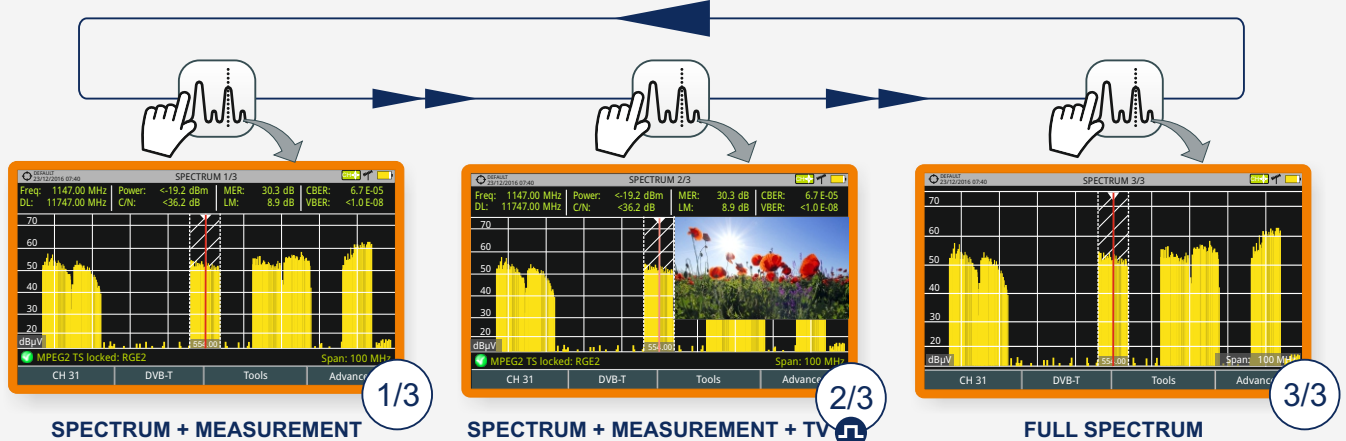 DEFAULT
23/12/2016 07:40
SPECTRUM 1/3
Freq: 1147.00 MHz Power: <-19.2 dBm MER: 30.3 dB CBER: 6.7 E-05
DL: 11747.00 MHz C/N: <36.2 dB LM: 8.9 dB VBER: <1.0 E-08
70
60
50
40
30
20
dBµV
554.00
MPEG2 TS locked: RGE2 Span: 100 MHz
CH 31 DVB-T Tools Advance
1/3
SPECTRUM + MEASUREMENT
DEFAULT
23/12/2016 07:40
SPECTRUM 2/3
Freq: 1147.00 MHz Power: <-19.2 dBm MER: 30.3 dB CBER: 6.7 E-05
DL: 11747.00 MHz C/N: <36.2 dB LM: 8.9 dB VBER: <1.0 E-08
70
60
50
40
30
20
dBµV
554.00
MPEG2 TS locked: RGE2 Span: 100 MHz
CH 31 DVB-T Tools Advance
2/3
SPECTRUM + MEASUREMENT + TV
DEFAULT
23/12/2016 07:40
SPECTRUM 3/3
70
60
50
40
30
20
dBµV
554.00
Span: 100 MHz
CH 31 DVB-T Tools Advanc
3/3
FULL SPECTRUM